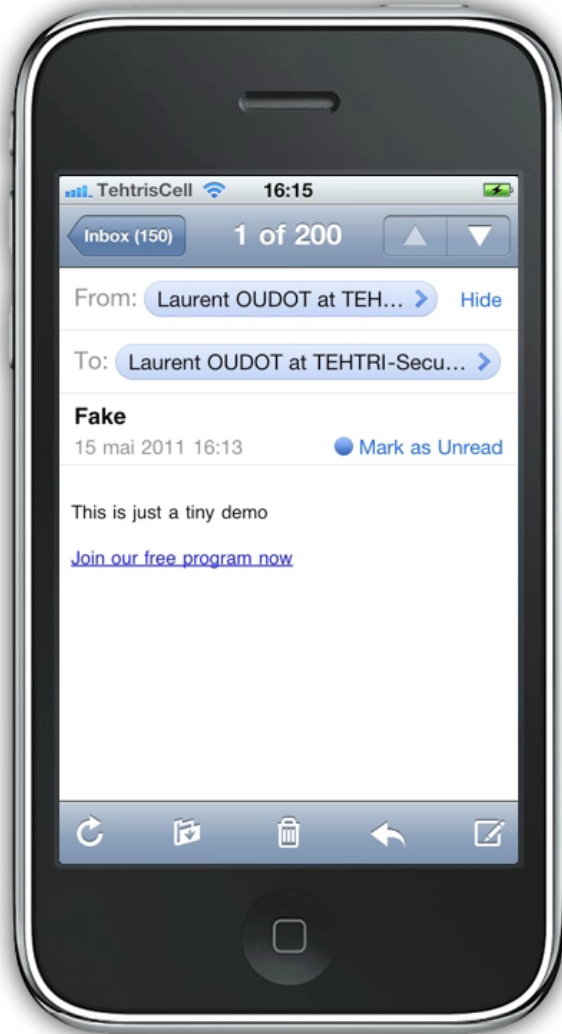 TehtrisCell 16:15
Inbox (150) 1 of 200
From: Laurent OUDOT at TEH... Hide
To: Laurent OUDOT at TEHTRI-Secu...
Fake
15 mai 2011 16:13 Mark as Unread
This is just a tiny demo
Join our free program now